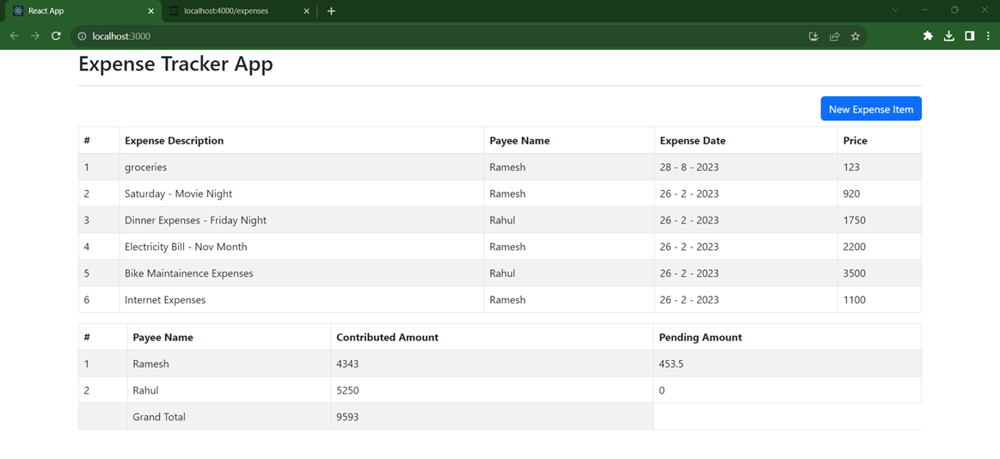 React App
localhost:4000/expenses
localhost:3000
Expense Tracker App
New Expense Item
# Expense Description Payee Name Expense Date Price
1 groceries Ramesh 28 - 8 - 2023 123
2 Saturday - Movie Night Ramesh 26 - 2 - 2023 920
3 Dinner Expenses - Friday Night Rahul 26 - 2 - 2023 1750
4 Electricity Bill - Nov Month Ramesh 26 - 2 - 2023 2200
5 Bike Maintainence Expenses Rahul 26 - 2 - 2023 3500
6 Internet Expenses Ramesh 26 - 2 - 2023 1100
# Payee Name Contributed Amount Pending Amount
1 Ramesh 4343 453.5
2 Rahul 5250 0
Grand Total 9593